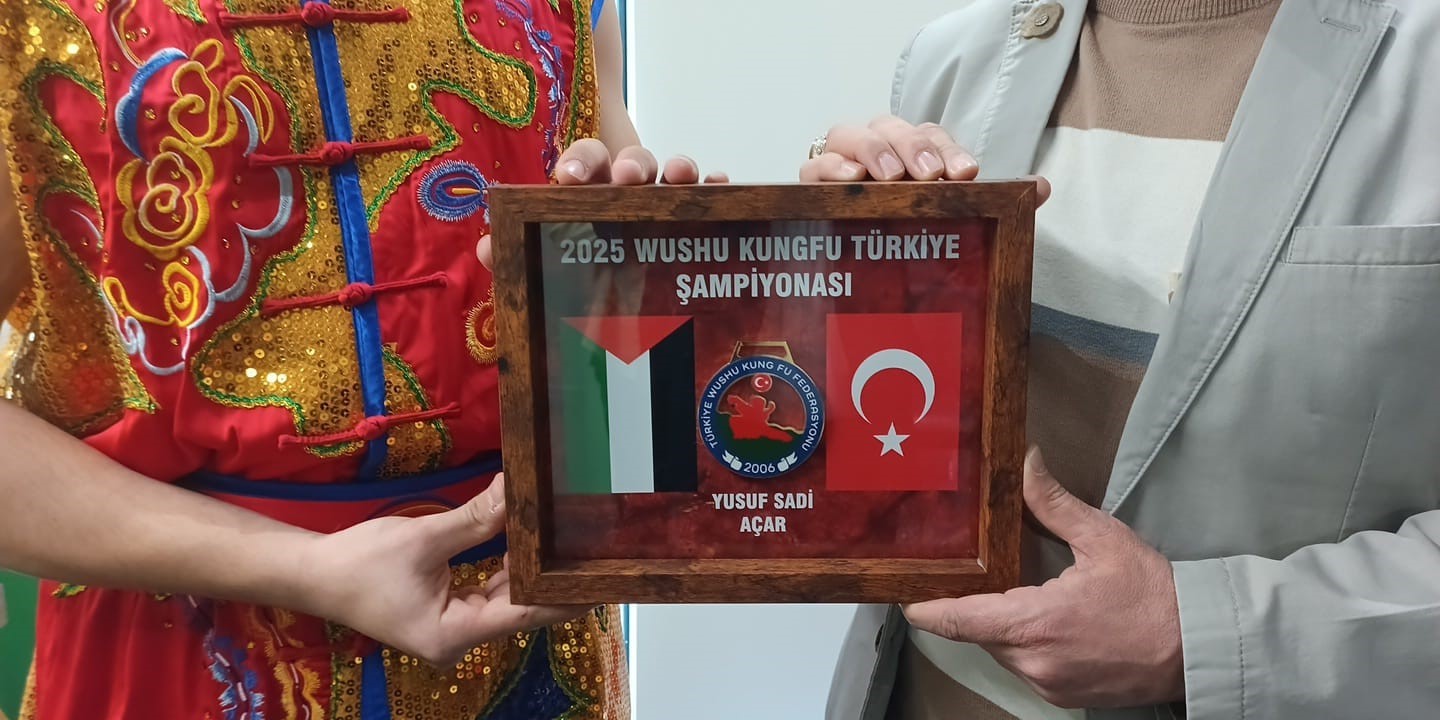 2025 WUSHU KUNGFU TÜRKİYE
ŞAMPİYONASI
TÜRKİYE WUSHU KUNG FU FEDERASYONU
2006
YUSUF SADİ
AÇAR